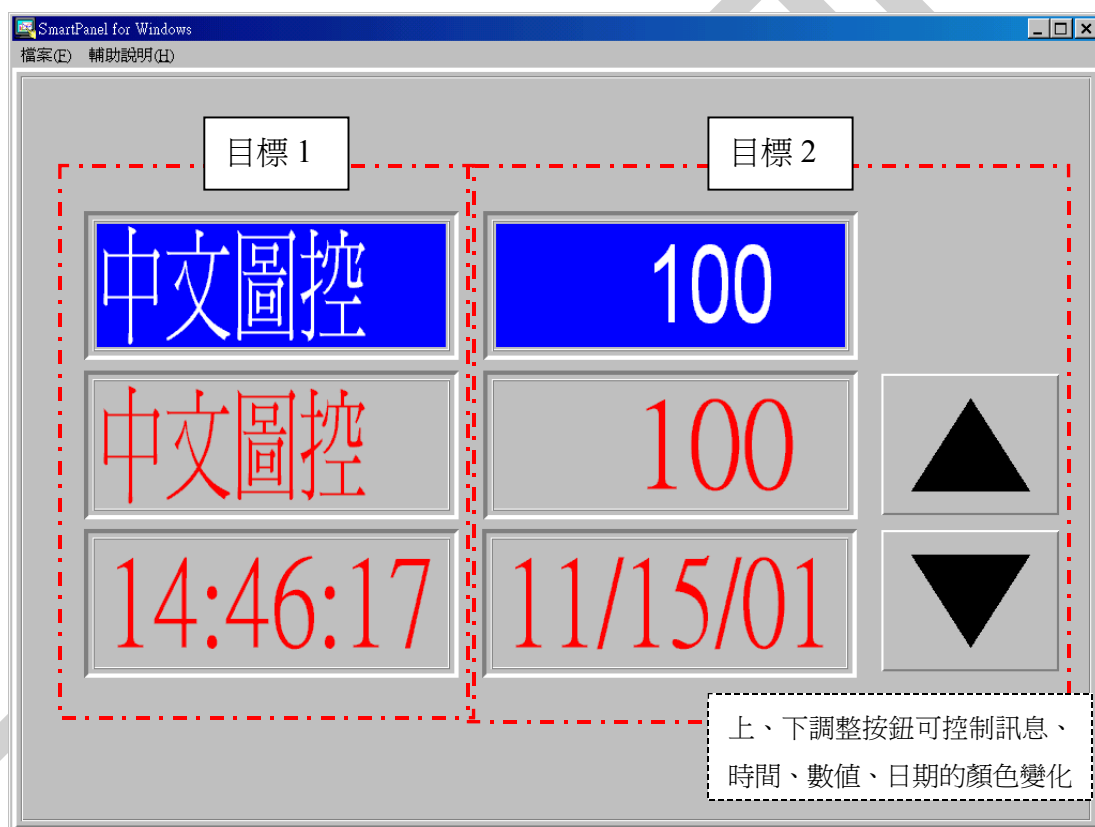 SmartPanel for Windows
檔案(F) 輔助說明(H)
目標 1
目標 2
中文圖控
100
中文圖控
100
14:46:17
11/15/01
上、下調整按鈕可控制訊息、
時間、數值、日期的顏色變化